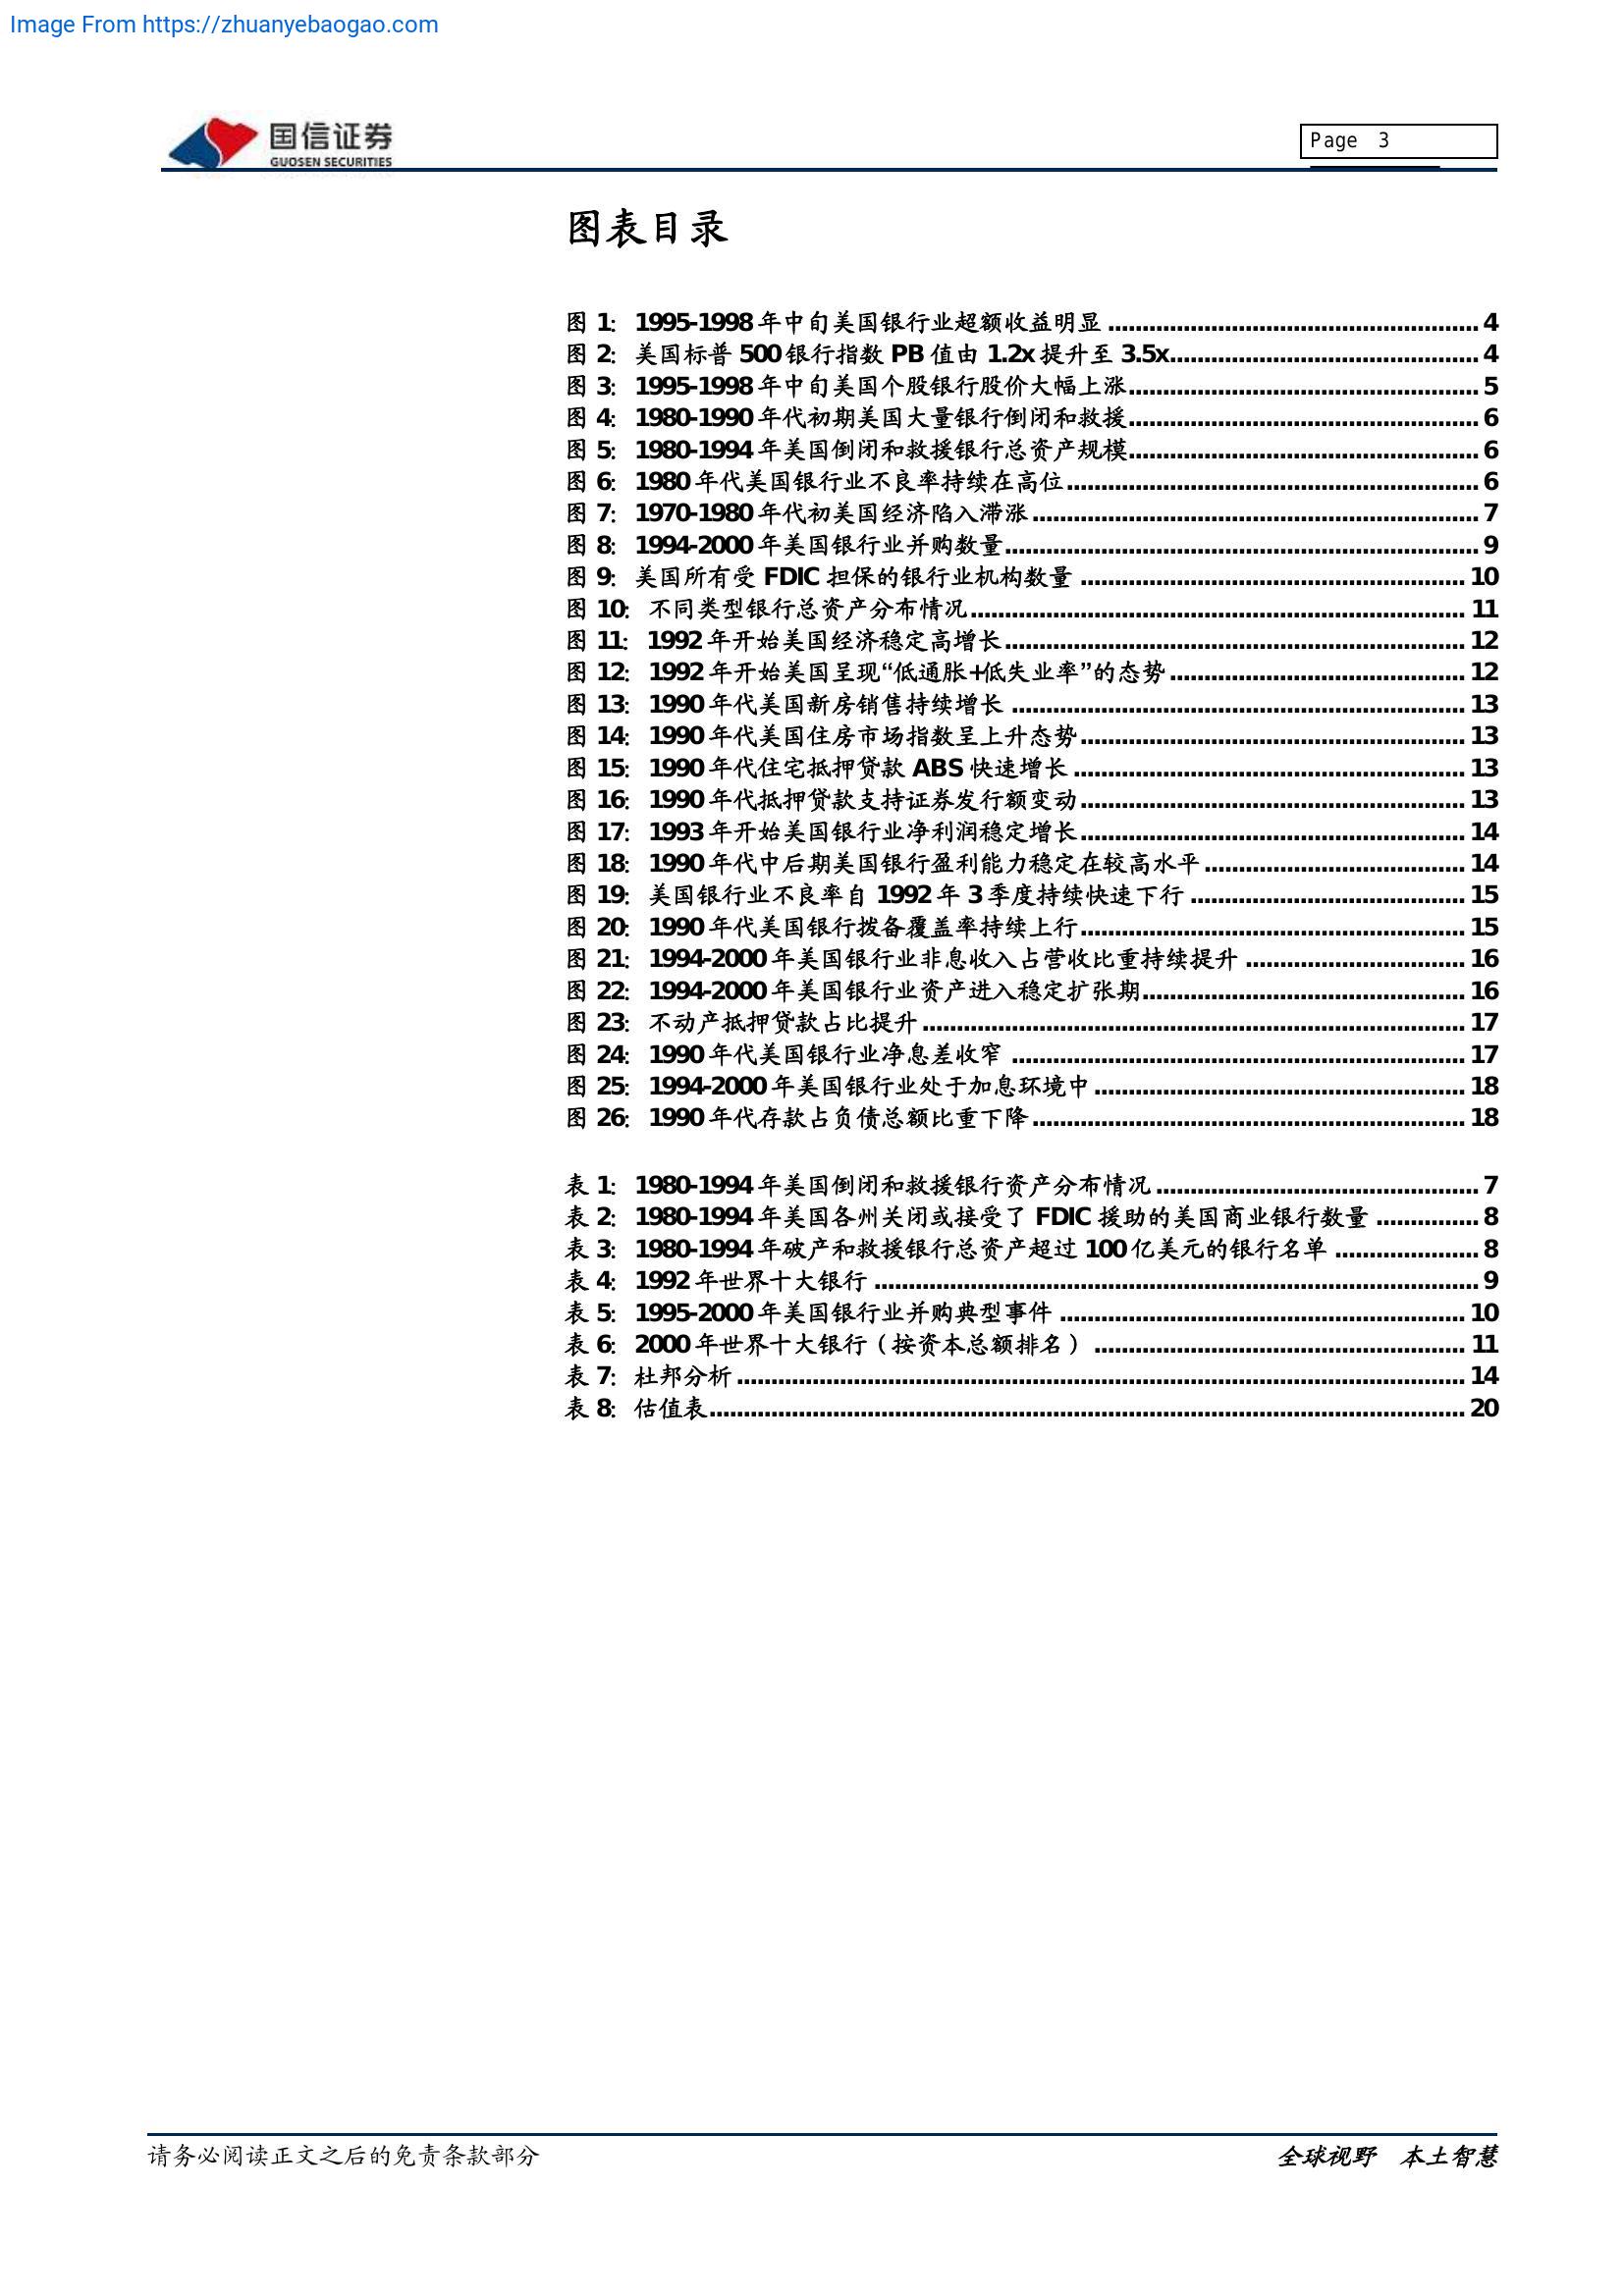 Image From https://zhuanyebaogao.com
国信证券
GUOSEN SECURITIES
Page 3
图表目录
图 1: 1995-1998 年中旬美国银行业超额收益明显 4
图 2: 美国标普 500 银行指数 PB 值由 1.2x 提升至 3.5x 4
图 3: 1995-1998 年中旬美国个股银行股价大幅上涨 5
图 4: 1980-1990 年代初期美国大量银行倒闭和救援 6
图 5: 1980-1994 年美国倒闭和救援银行总资产规模 6
图 6: 1980 年代美国银行业不良率持续在高位 6
图 7: 1970-1980 年代初美国经济陷入滞涨 7
图 8: 1994-2000 年美国银行业并购数量 9
图 9: 美国所有受 FDIC 担保的银行业机构数量 10
图 10: 不同类型银行总资产分布情况 11
图 11: 1992 年开始美国经济稳定高增长 12
图 12: 1992 年开始美国呈现“低通胀+低失业率”的态势 12
图 13: 1990 年代美国新房销售持续增长 13
图 14: 1990 年代美国住房市场指数呈上升态势 13
图 15: 1990 年代住宅抵押贷款 ABS 快速增长 13
图 16: 1990 年代抵押贷款支持证券发行额变动 13
图 17: 1993 年开始美国银行业净利润稳定增长 14
图 18: 1990 年代中后期美国银行盈利能力稳定在较高水平 14
图 19: 美国银行业不良率自 1992 年 3 季度持续快速下行 15
图 20: 1990 年代美国银行拨备覆盖率持续上行 15
图 21: 1994-2000 年美国银行业非息收入占营收比重持续提升 16
图 22: 1994-2000 年美国银行业资产进入稳定扩张期 16
图 23: 不动产抵押贷款占比提升 17
图 24: 1990 年代美国银行业净息差收窄 17
图 25: 1994-2000 年美国银行业处于加息环境中 18
图 26: 1990 年代存款占负债总额比重下降 18
表 1: 1980-1994 年美国倒闭和救援银行资产分布情况 7
表 2: 1980-1994 年美国各州关闭或接受了 FDIC 援助的美国商业银行数量 8
表 3: 1980-1994 年破产和救援银行总资产超过 100 亿美元的银行名单 8
表 4: 1992 年世界十大银行 9
表 5: 1995-2000 年美国银行业并购典型事件 10
表 6: 2000 年世界十大银行（按资本总额排名） 11
表 7: 杜邦分析 14
表 8: 估值表 20
请务必阅读正文之后的免责条款部分
全球视野 本土智慧